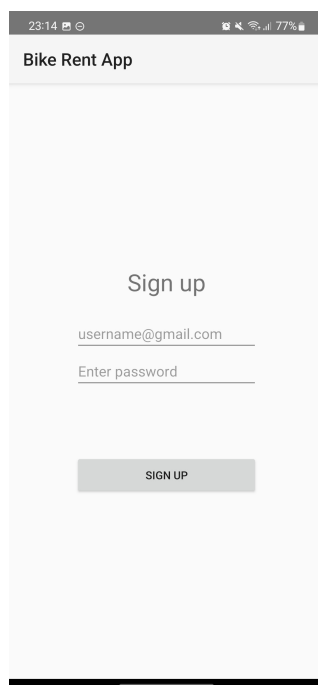 23:14 77%
Bike Rent App
Sign up
username@gmail.com
Enter password
SIGN UP